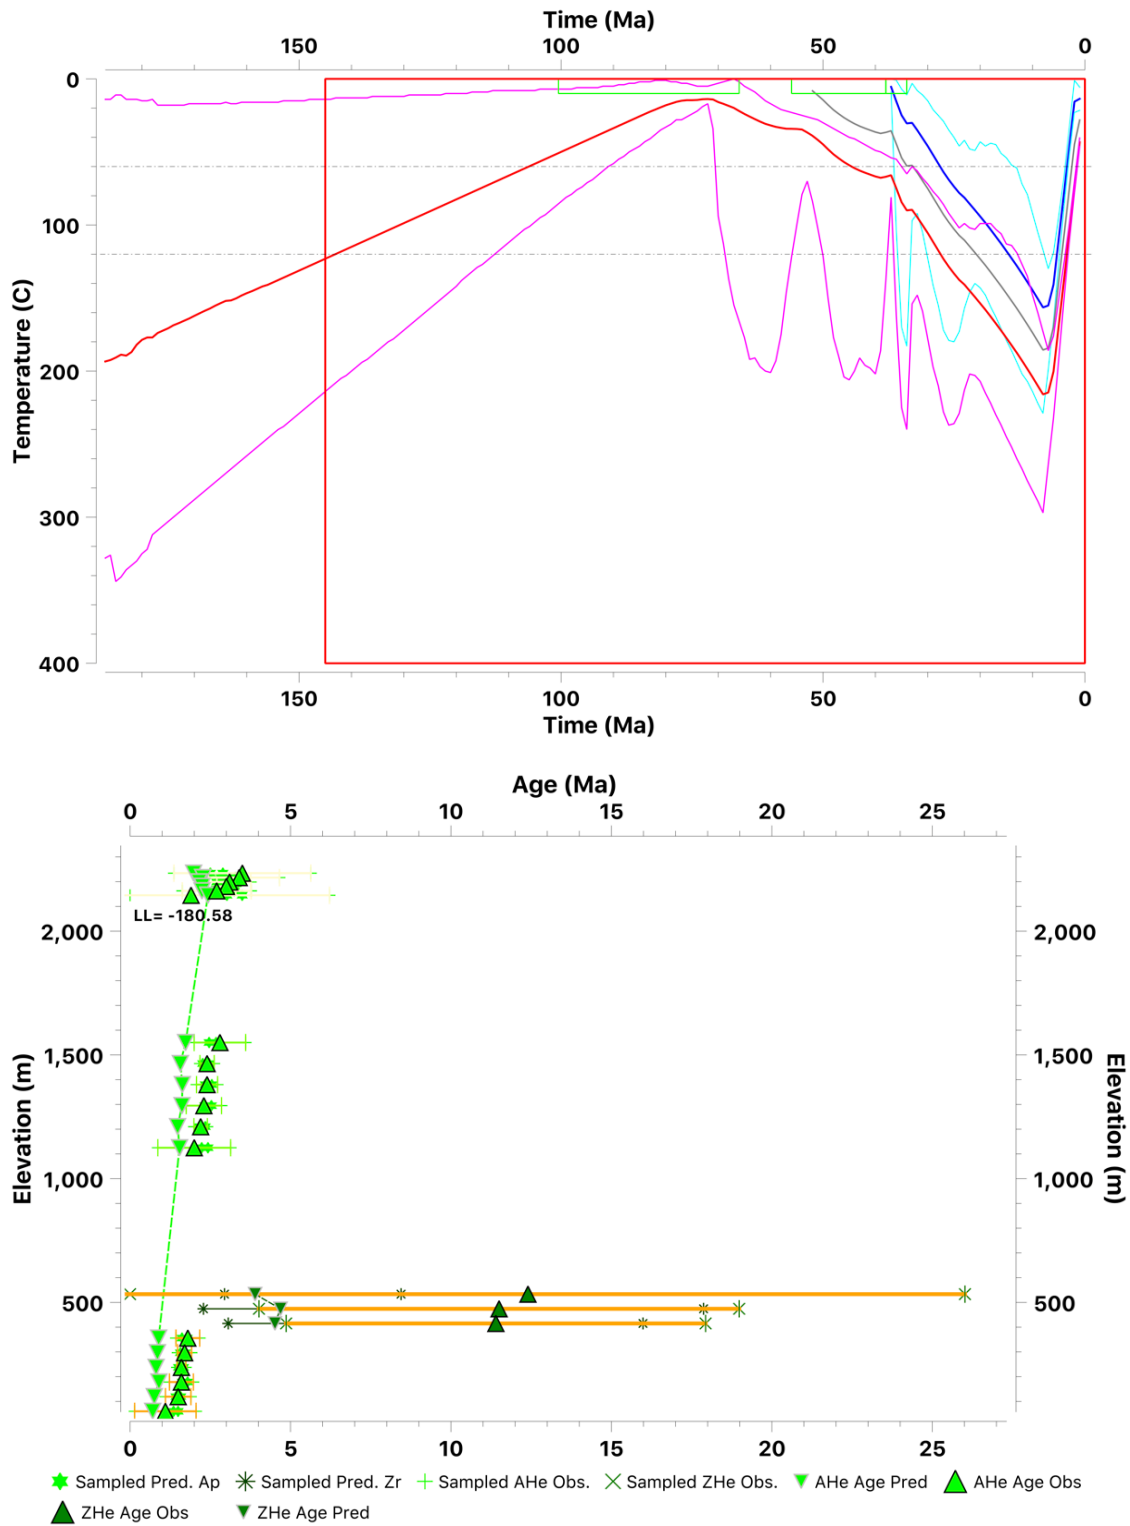 Time (Ma)
150 100 50 0
0
100
200
300
400
Temperature (C)
150 100 50 0
Time (Ma)
Age (Ma)
0 5 10 15 20 25
LL= -180.58
2,000 2,000
1,500 1,500
1,000 1,000
500 500
Elevation (m) Elevation (m)
0 5 10 15 20 25
Sampled Pred. Ap Sampled Pred. Zr Sampled AHe Obs. Sampled ZHe Obs. AHe Age Pred AHe Age Obs
ZHe Age Obs ZHe Age Pred